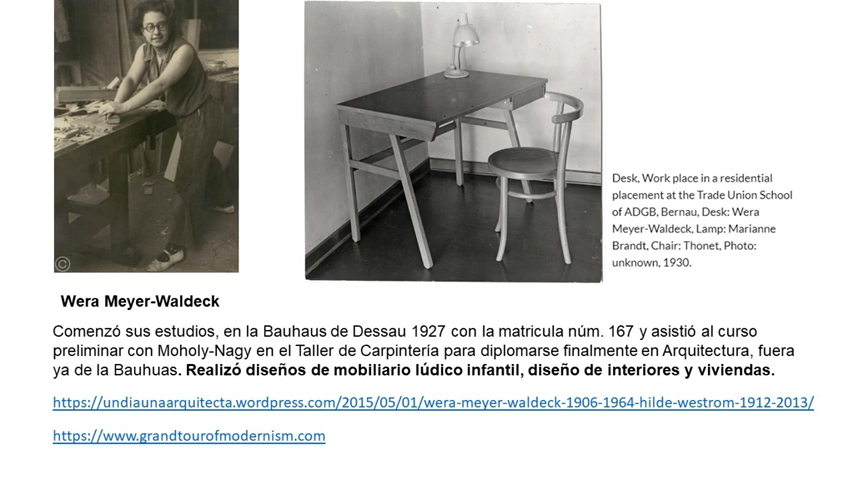 Desk, Work place in a residential
placement at the Trade Union School
of ADGB, Bernau, Desk: Wera
Meyer-Waldeck, Lamp: Marianne
Brandt, Chair: Thonet, Photo:
unknown, 1930.
©
Wera Meyer-Waldeck
Comenzó sus estudios, en la Bauhaus de Dessau 1927 con la matricula núm. 167 y asistió al curso
preliminar con Moholy-Nagy en el Taller de Carpintería para diplomarse finalmente en Arquitectura, fuera
ya de la Bauhuas. Realizó diseños de mobiliario lúdico infantil, diseño de interiores y viviendas.
https://undiaunaarquitecta.wordpress.com/2015/05/01/wera-meyer-waldeck-1906-1964-hilde-westrom-1912-2013/
https://www.grandtourofmodernism.com